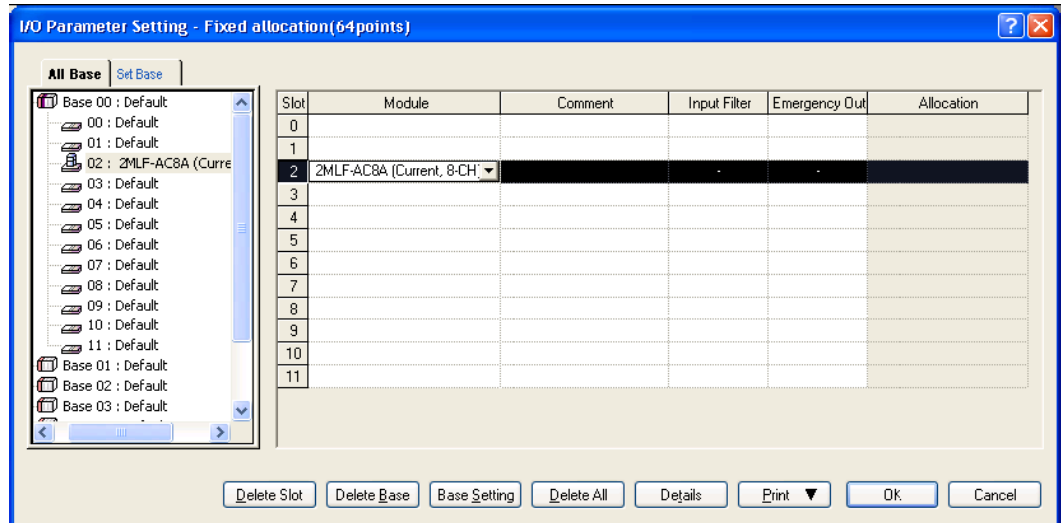 I/O Parameter Setting - Fixed allocation(64points)
All Base
Set Base
Base 00 : Default
00 : Default
01 : Default
02 : 2MLF-AC8A (Curre
03 : Default
04 : Default
05 : Default
06 : Default
07 : Default
08 : Default
09 : Default
10 : Default
11 : Default
Base 01 : Default
Base 02 : Default
Base 03 : Default
Slot Module Comment Input Filter Emergency Out Allocation
0
1
2 2MLF-AC8A (Current, 8-CH) - -
3
4
5
6
7
8
9
10
11
Delete Slot Delete Base Base Setting Delete All Details Print ▼ OK Cancel